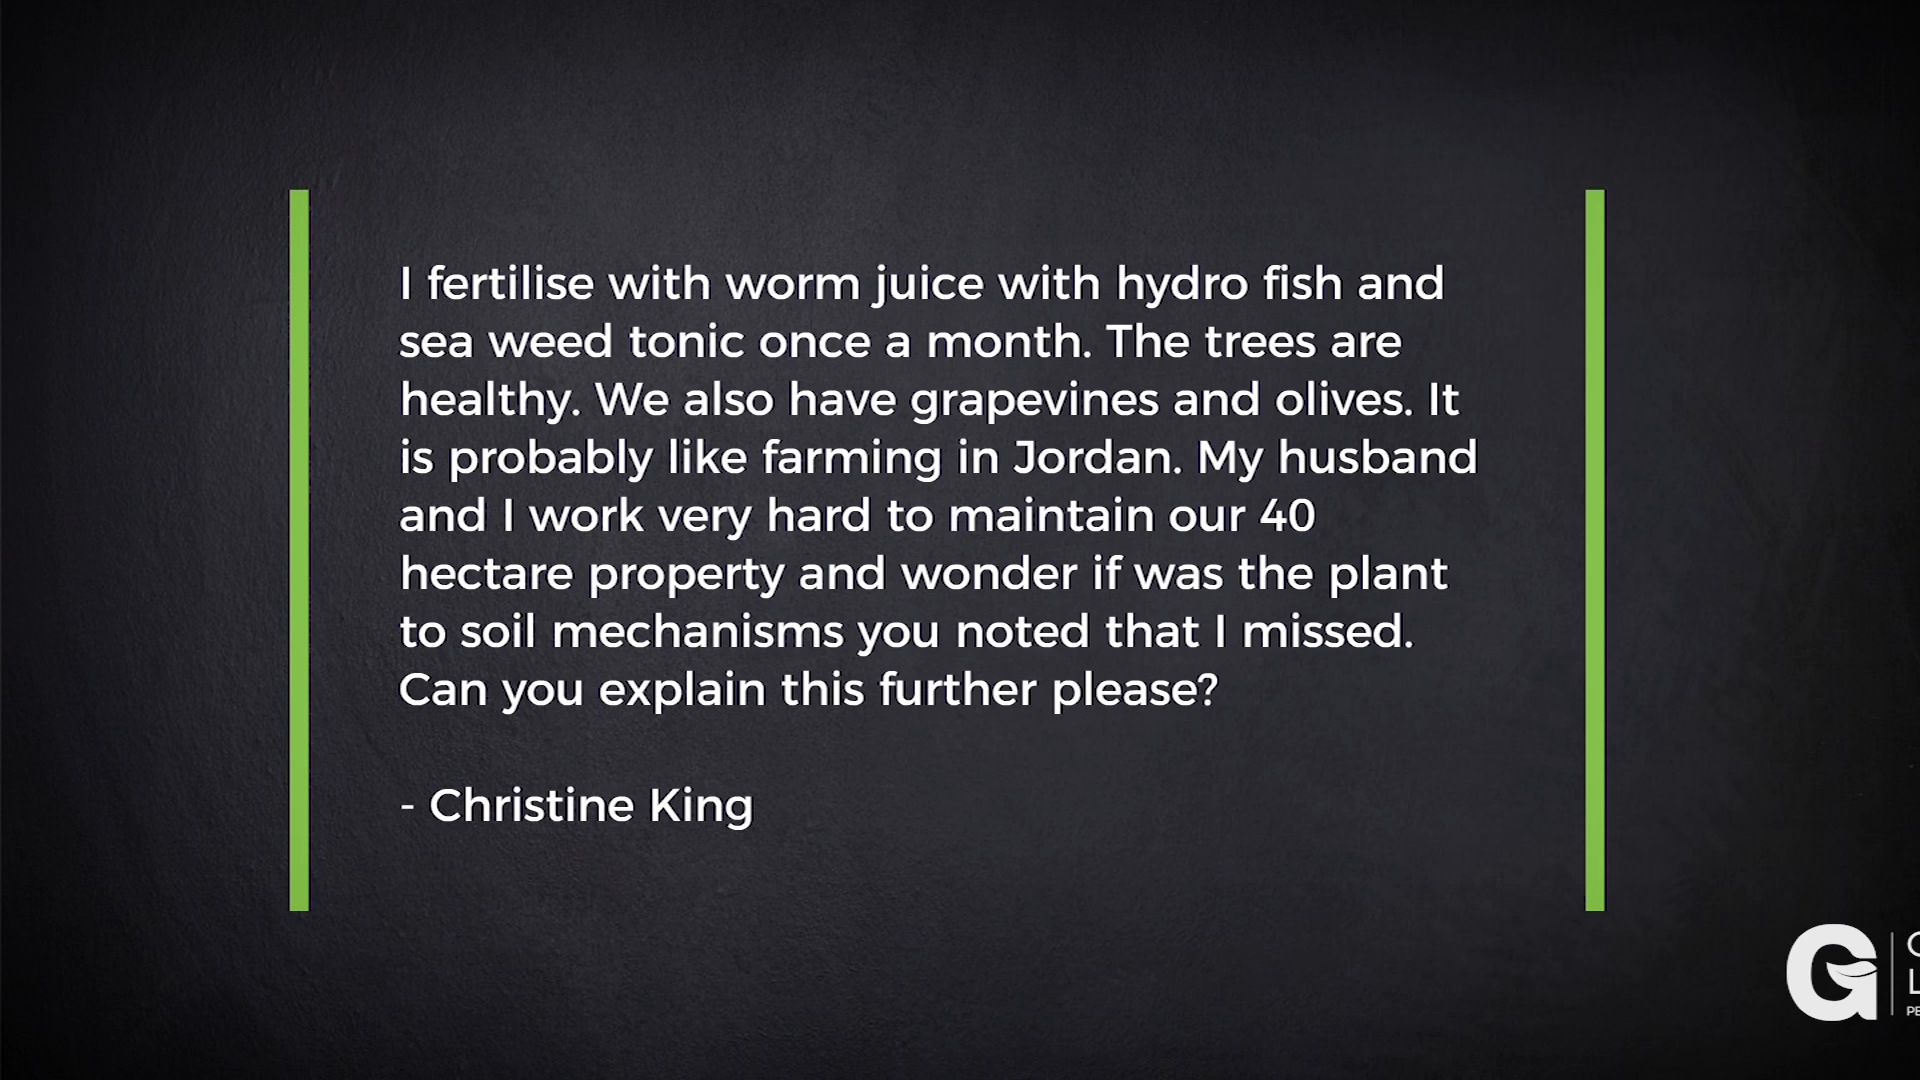 I fertilise with worm juice with hydro fish and
sea weed tonic once a month. The trees are
healthy. We also have grapevines and olives. It
is probably like farming in Jordan. My husband
and I work very hard to maintain our 40
hectare property and wonder if was the plant
to soil mechanisms you noted that I missed.
Can you explain this further please?
- Christine King
G